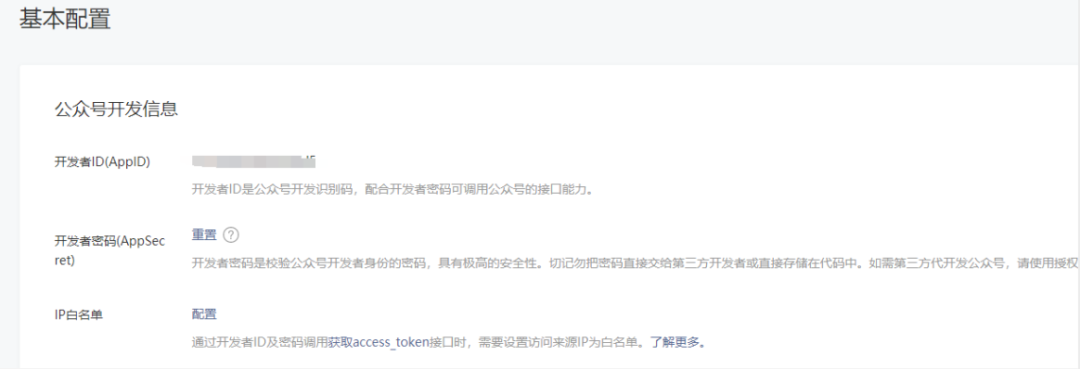 基本配置
公众号开发信息
开发者ID(AppID)
开发者ID是公众号开发识别码，配合开发者密码可调用公众号的接口能力。
开发者密码(AppSec
ret)
重置 ?
开发者密码是校验公众号开发者身份的密码，具有极高的安全性。切记勿把密码直接交给第三方开发者或直接存储在代码中。如需第三方代开发公众号，请使用授权
IP白名单
配置
通过开发者ID及密码调用获取access_token接口时，需要设置访问来源IP为白名单。了解更多。